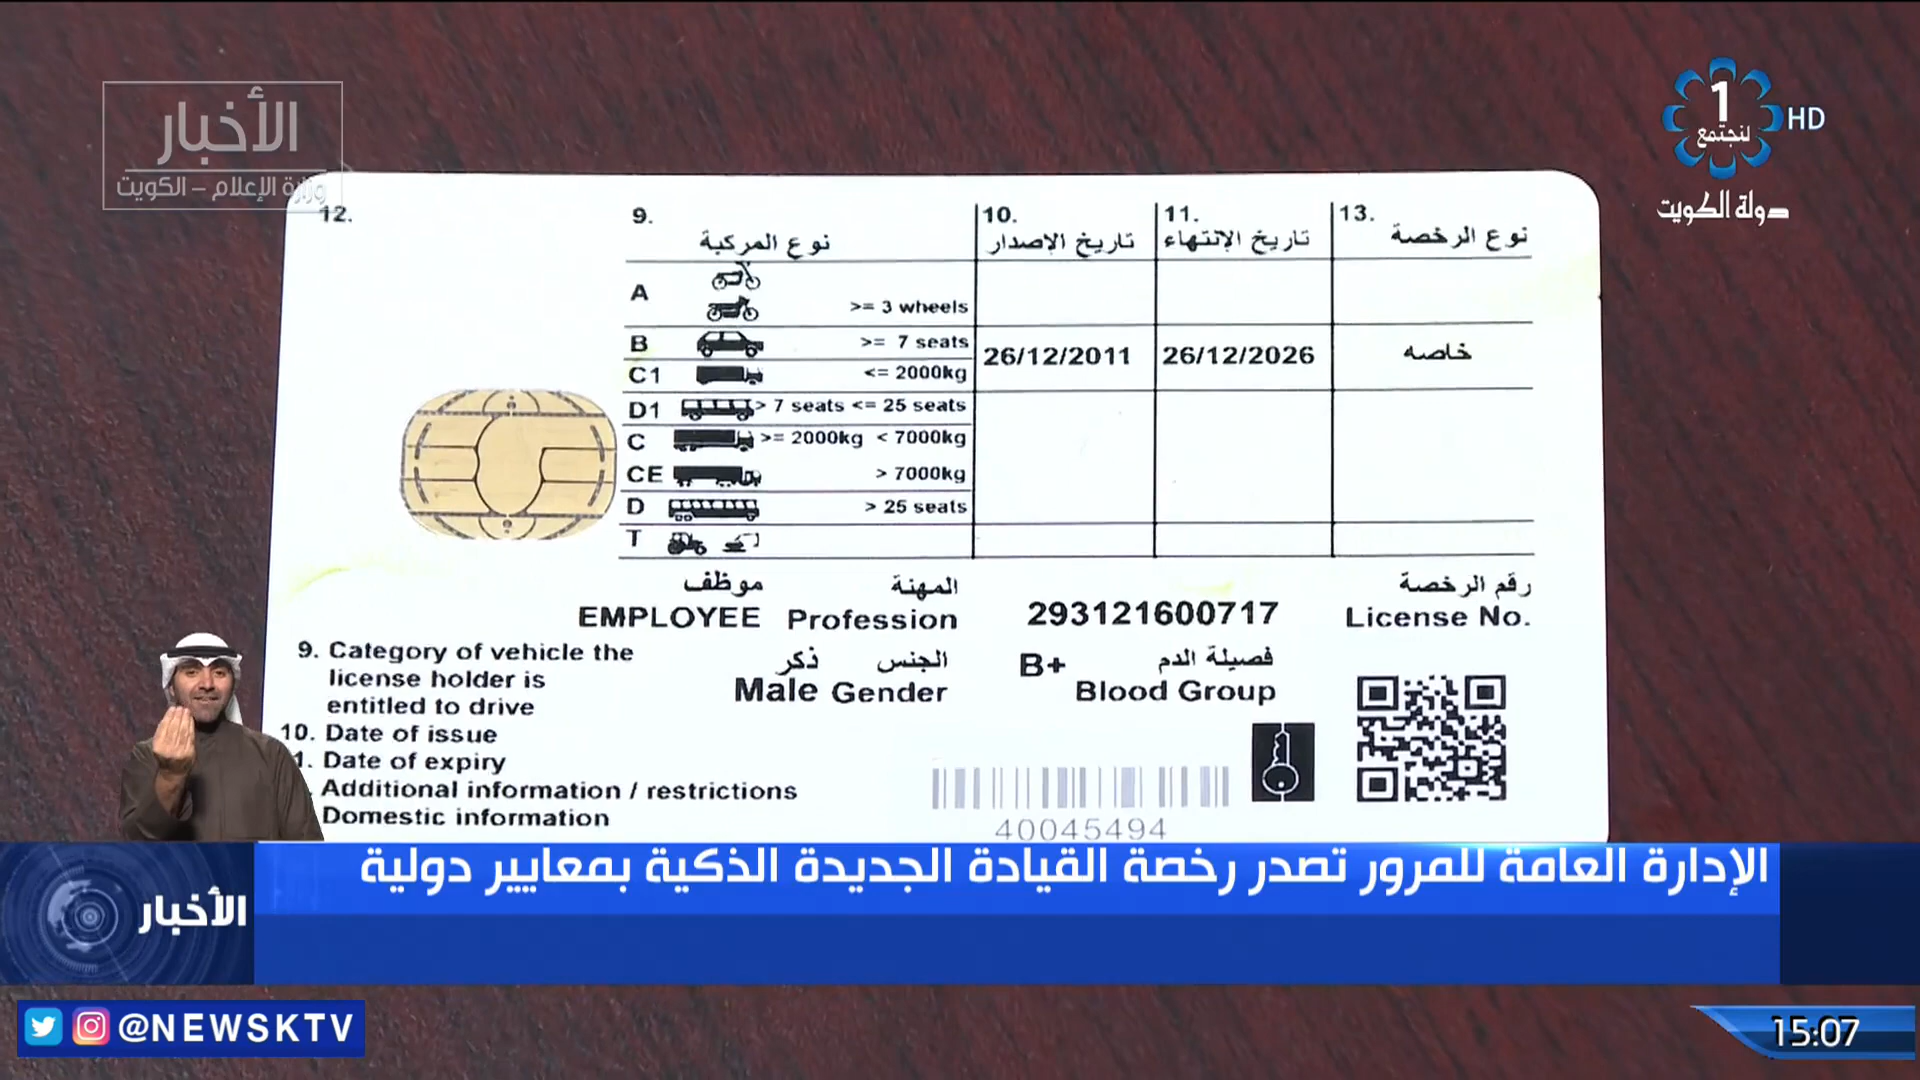 الأخبار
وزارة الإعلام – الكويت
1
لنجتمع
HD
دولة الكويت
12.
9.
نوع المركبة
10.
تاريخ الإصدار
11.
تاريخ الإنتهاء
13.
نوع الرخصة
A >= 3 wheels
B >= 7 seats
C1 <= 2000kg
26/12/2011 26/12/2026 خاصه
D1 > 7 seats <= 25 seats
C >= 2000kg < 7000kg
CE > 7000kg
D > 25 seats
T
موظف المهنة
EMPLOYEE Profession
رقم الرخصة
293121600717 License No.
ذكر الجنس
Male Gender
فصيلة الدم
B+ Blood Group
9. Category of vehicle the
license holder is
entitled to drive
10. Date of issue
1. Date of expiry
Additional information / restrictions
Domestic information
40045494
الإدارة العامة للمرور تصدر رخصة القيادة الجديدة الذكية بمعايير دولية
الأخبار
@NEWSKTV
15:07